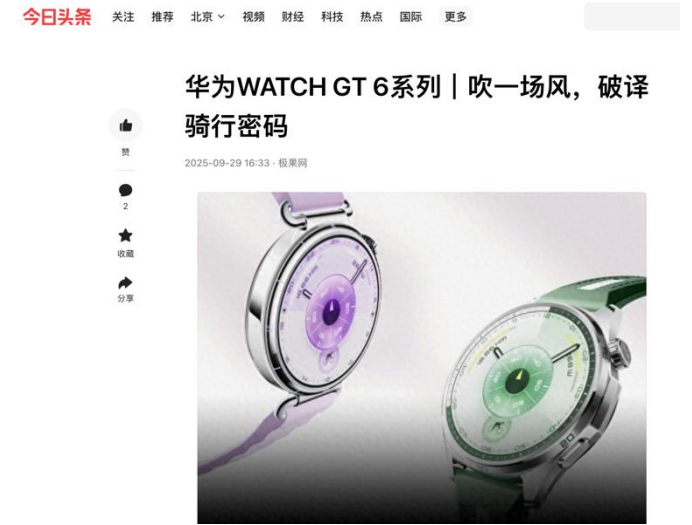 今日头条 关注 推荐 北京 视频 财经 科技 热点 国际 更多
华为WATCH GT 6系列｜吹一场风，破译
骑行密码
2025-09-29 16:33 · 极果网
赞
2
收藏
分享